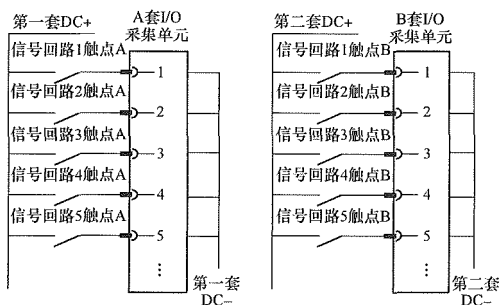 第一套DC+
A套I/O
采集单元
信号回路1触点A
1
信号回路2触点A
2
信号回路3触点A
3
信号回路4触点A
4
信号回路5触点A
5
⋮
第一套
DC−
第二套DC+
B套I/O
采集单元
信号回路1触点B
1
信号回路2触点B
2
信号回路3触点B
3
信号回路4触点B
4
信号回路5触点B
5
⋮
第二套
DC−